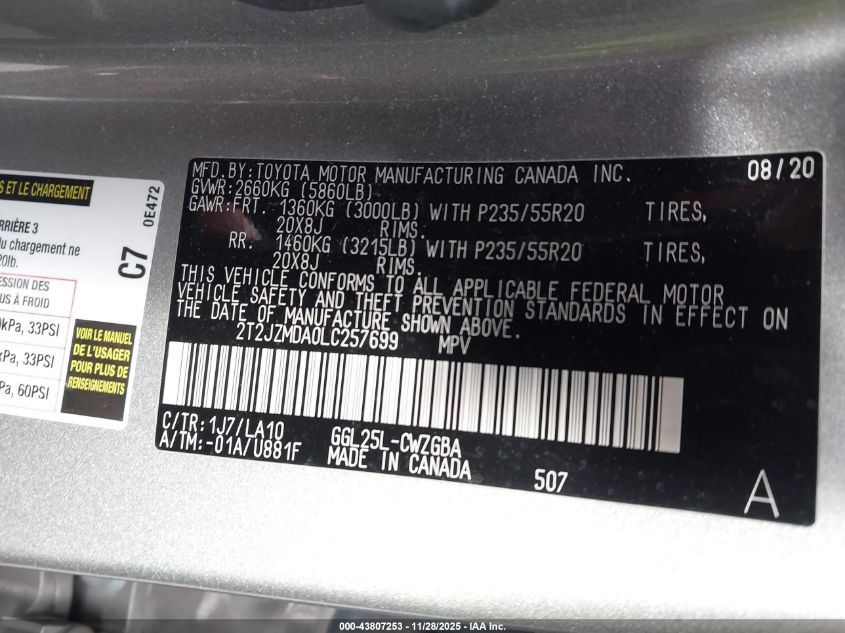 S ET LE CHARGEMENT
0E472
C7
RRIÈRE 3
du chargement ne
20lb.
ESSION DES
US À FROID
kPa, 33PSI
kPa, 33PSI
Pa, 60PSI
VOIR LE MANUEL
DE L'USAGER
POUR PLUS DE
RENSEIGNEMENTS
MFD.BY:TOYOTA MOTOR MANUFACTURING CANADA INC. 08/20
GVWR:2660KG (5860LB)
GAWR:FRT. 1360KG (3000LB) WITH P235/55R20 TIRES,
20X8J RIMS.
RR. 1460KG (3215LB) WITH P235/55R20 TIRES,
20X8J RIMS.
THIS VEHICLE CONFORMS TO ALL APPLICABLE FEDERAL MOTOR
VEHICLE SAFETY AND THEFT PREVENTION STANDARDS IN EFFECT ON
THE DATE OF MANUFACTURE SHOWN ABOVE.
2T2JZMDA0LC257699 MPV
C/TR:1J7/LA10 GGL25L-CWZGBA
A/TM:-01A/U881F MADE IN CANADA 507
A
000-43807253 - 11/28/2025 - IAA Inc.